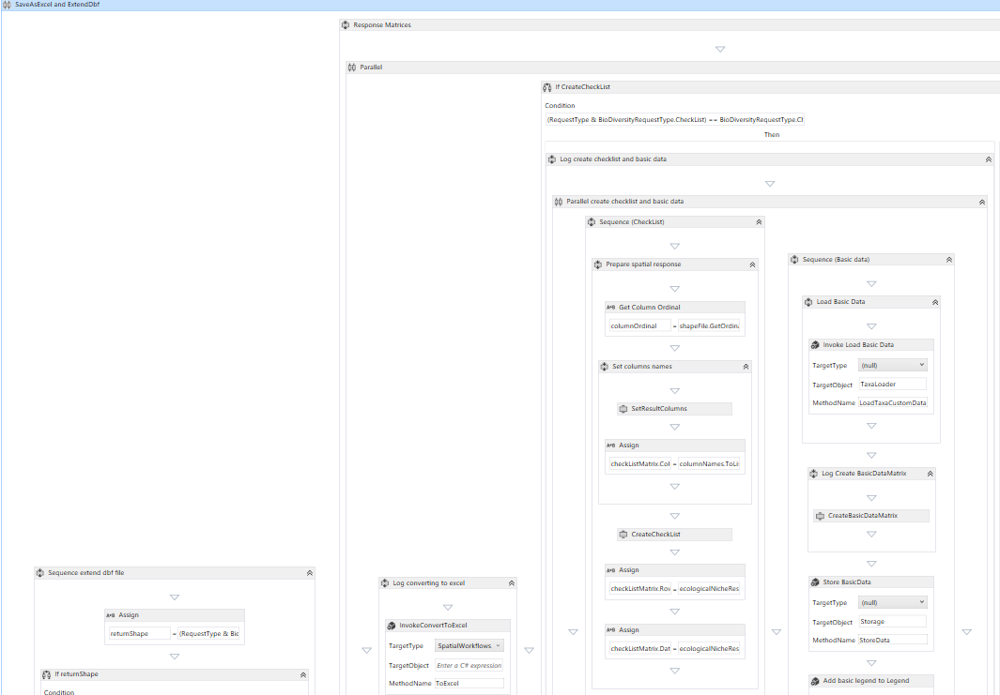 SaveAsExcel and ExtendDbf
Response Matrices
Parallel
If CreateCheckList
Condition
(RequestType & BioDiversityRequestType.CheckList) == BioDiversityRequestType.Cl
Then
Log create checklist and basic data
Parallel create checklist and basic data
Sequence (CheckList)
Prepare spatial response
A+B Get Column Ordinal
columnOrdinal = shapeFile.GetOrdin
Set columns names
SetResultColumns
A+B Assign
checkListMatrix.Col = columnNames.ToLi
CreateCheckList
A+B Assign
checkListMatrix.Rov = ecologicalNicheRes
A+B Assign
checkListMatrix.Dat = ecologicalNicheRes
Sequence (Basic data)
Load Basic Data
Invoke Load Basic Data
TargetType (null)
TargetObject TaxaLoader
MethodName LoadTaxaCustomData
Log Create BasicDataMatrix
CreateBasicDataMatrix
Store BasicData
TargetType (null)
TargetObject Storage
MethodName StoreData
Add basic legend to Legend
Sequence extend dbf file
A+B Assign
returnShape = (RequestType & Bic
If returnShape
Condition
Log converting to excel
InvokeConvertToExcel
TargetType SpatialWorkflows
TargetObject Enter a C# expression
MethodName ToExcel